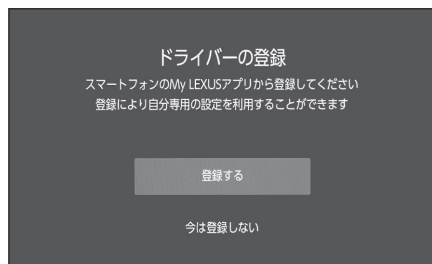 ドライバーの登録
スマートフォンのMy LEXUSアプリから登録してください
登録により自分専用の設定を利用することができます
登録する
今は登録しない